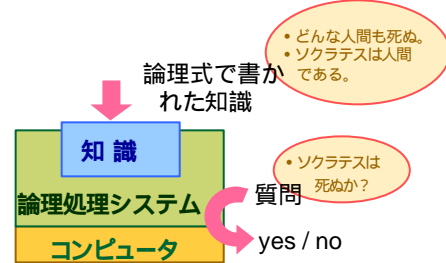 • どんな人間も死ぬ。
• ソクラテスは人間
である。
論理式で書か
れた知識
知 識
• ソクラテスは
死ぬか？
論理処理システム
質問
コンピュータ
yes / no